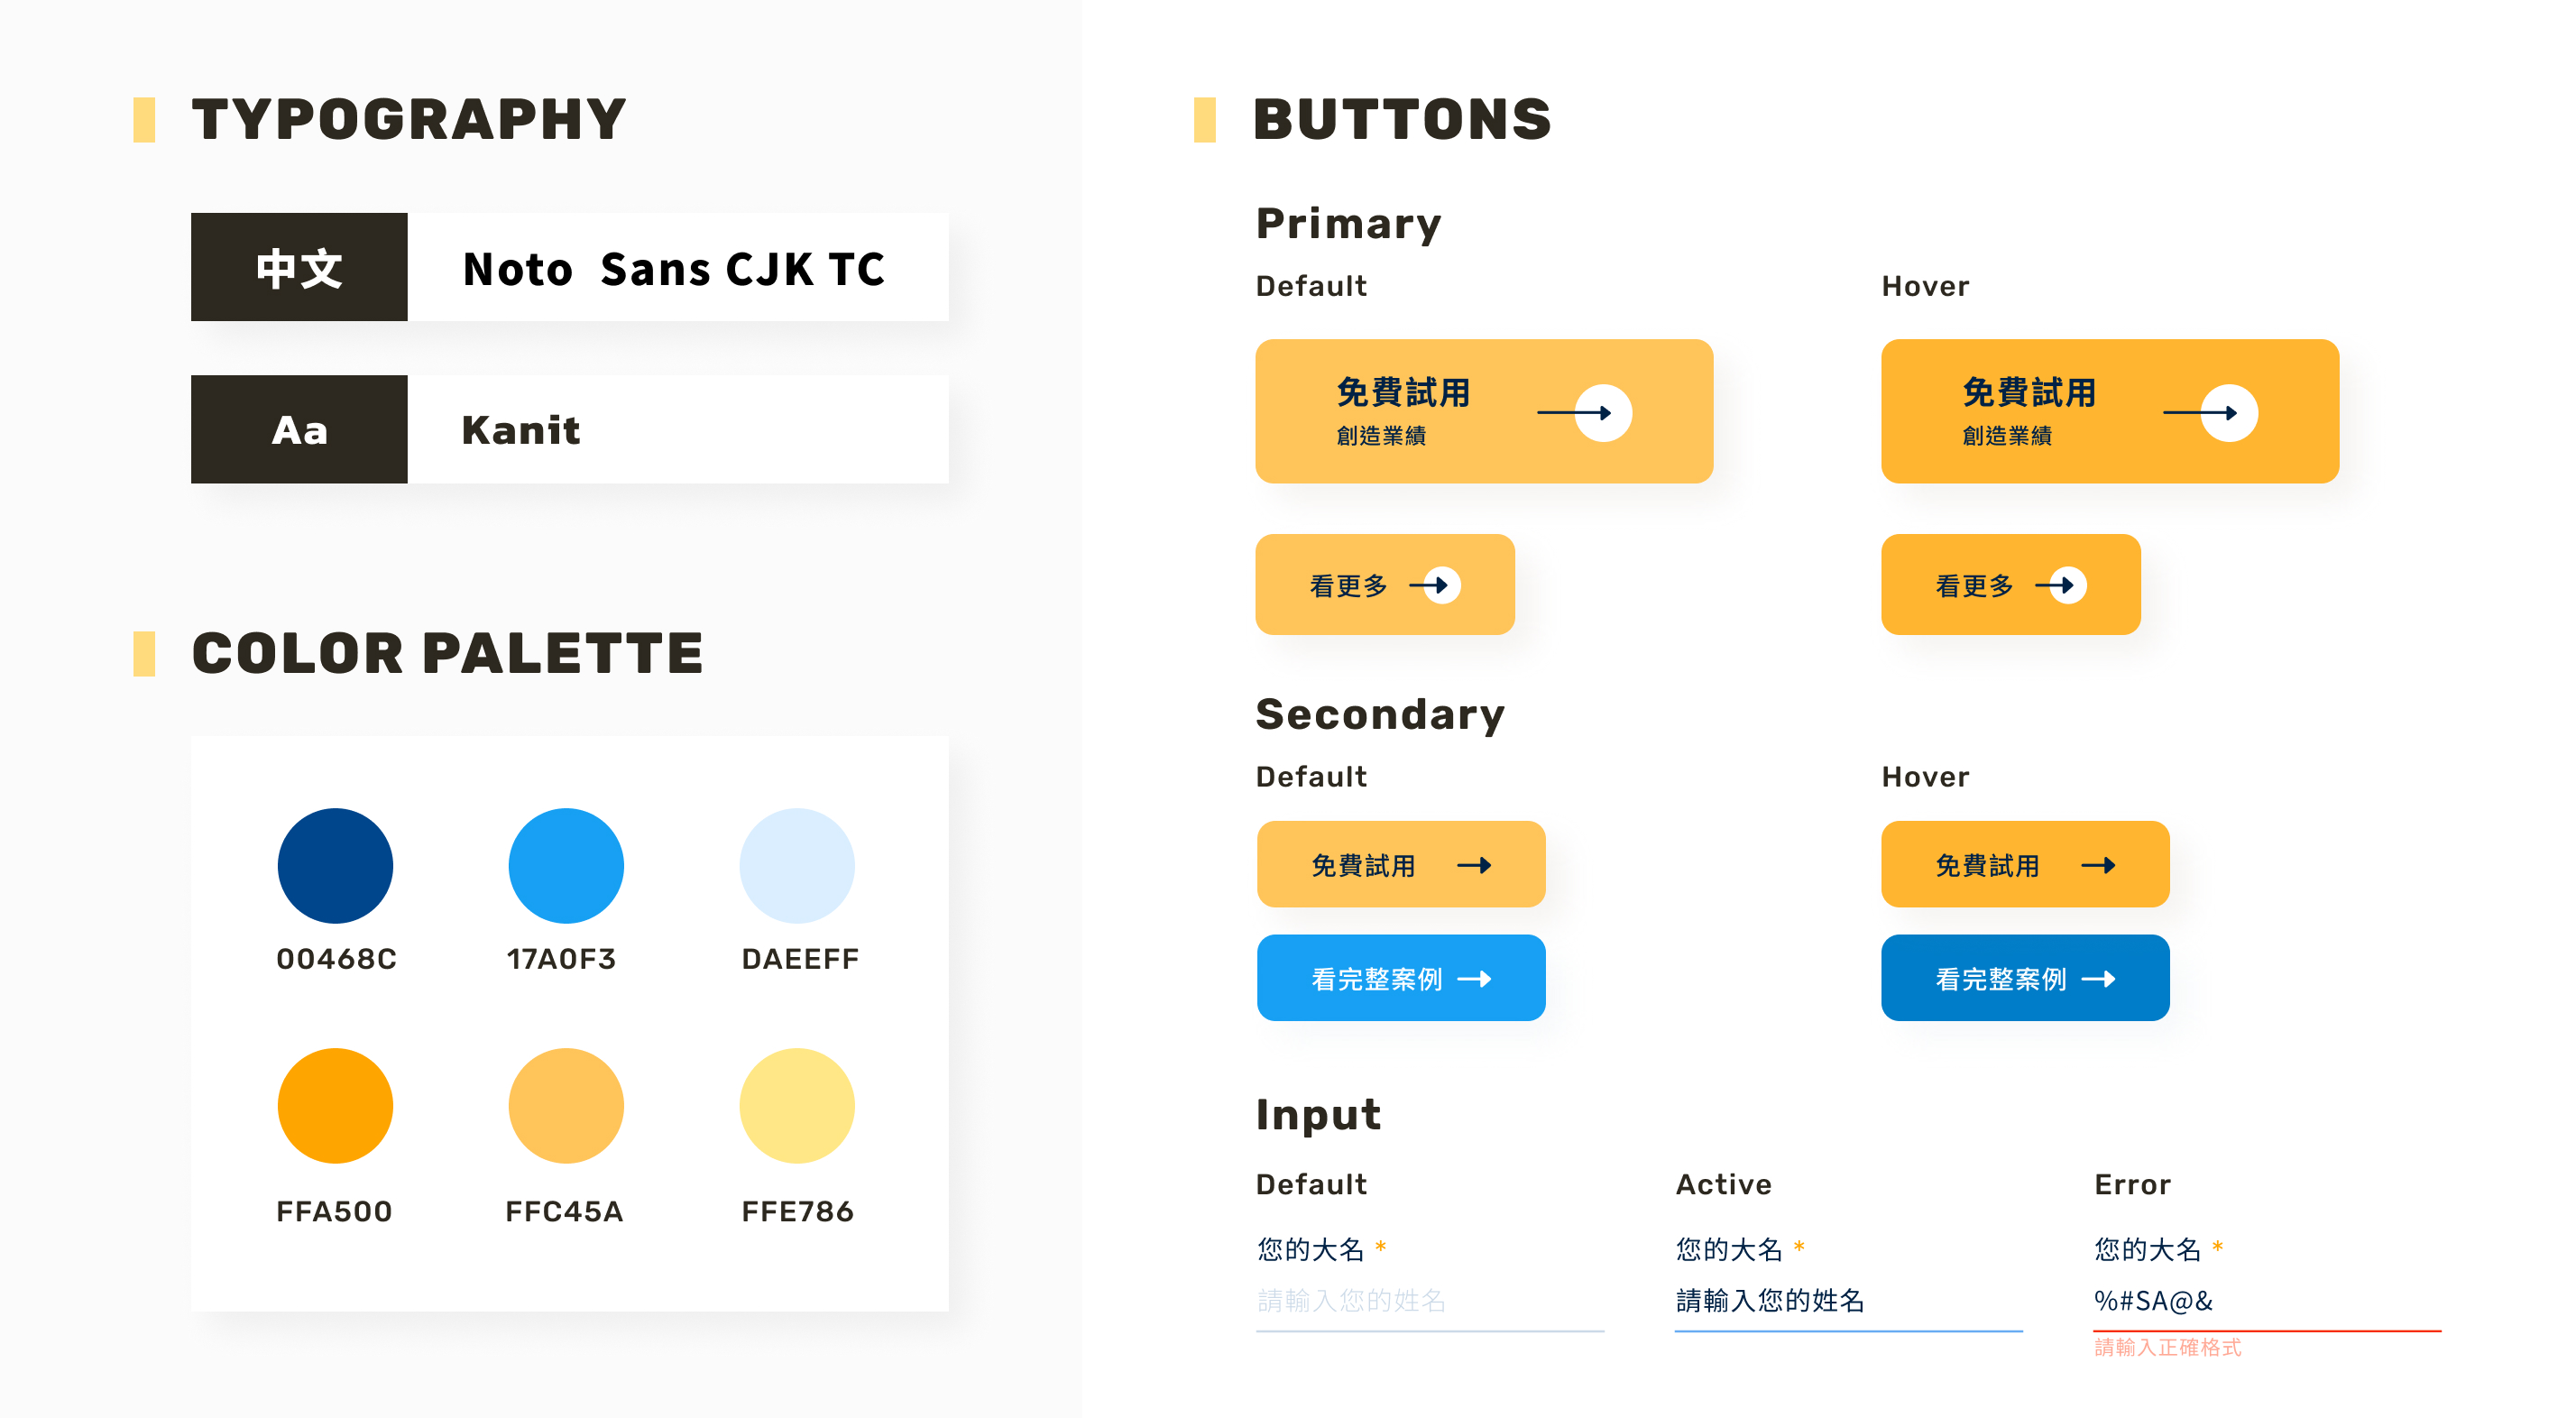 TYPOGRAPHY
中文
Noto Sans CJK TC
Aa
Kanit
COLOR PALETTE
00468C
17A0F3
DAEEFF
FFA500
FFC45A
FFE786
BUTTONS
Primary
Default
Hover
免費試用
創造業績
免費試用
創造業績
看更多
看更多
Secondary
Default
Hover
免費試用
免費試用
看完整案例
看完整案例
Input
Default
Active
Error
您的大名 *
您的大名 *
您的大名 *
請輸入您的姓名
請輸入您的姓名
%#SA@&
請輸入正確格式